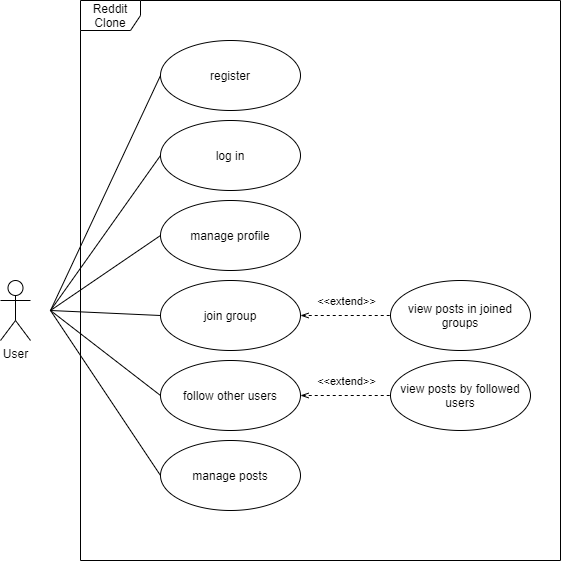 Reddit
Clone
register
log in
manage profile
join group
<<extend>>
view posts in joined
groups
User
follow other users
<<extend>>
view posts by followed
users
manage posts